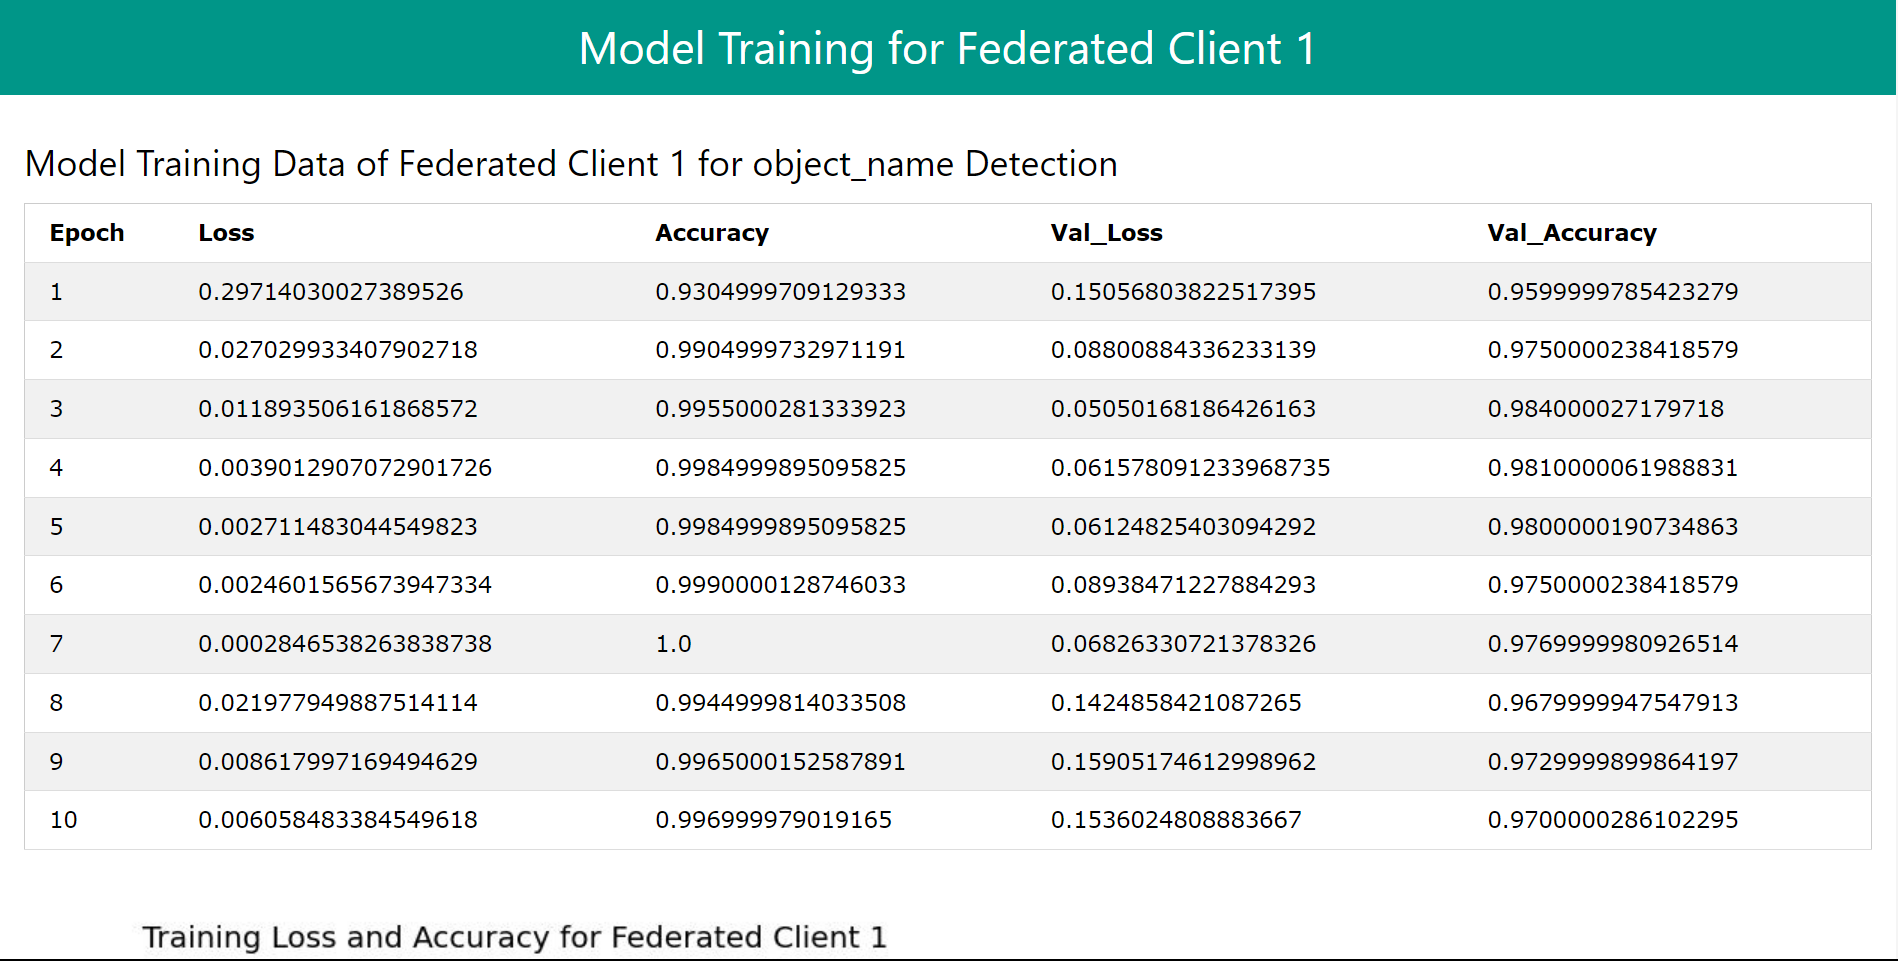 Model Training for Federated Client 1
Model Training Data of Federated Client 1 for object_name Detection
Epoch Loss Accuracy Val_Loss Val_Accuracy
1 0.29714030027389526 0.9304999709129333 0.15056803822517395 0.9599999785423279
2 0.027029933407902718 0.9904999732971191 0.08800884336233139 0.9750000238418579
3 0.011893506161868572 0.9955000281333923 0.05050168186426163 0.984000027179718
4 0.0039012907072901726 0.9984999895095825 0.061578091233968735 0.9810000061988831
5 0.002711483044549823 0.9984999895095825 0.06124825403094292 0.9800000190734863
6 0.0024601565673947334 0.9990000128746033 0.08938471227884293 0.9750000238418579
7 0.0002846538263838738 1.0 0.06826330721378326 0.9769999980926514
8 0.021977949887514114 0.9944999814033508 0.1424858421087265 0.9679999947547913
9 0.008617997169494629 0.9965000152587891 0.15905174612998962 0.9729999899864197
10 0.006058483384549618 0.996999979019165 0.1536024808883667 0.9700000286102295
Training Loss and Accuracy for Federated Client 1